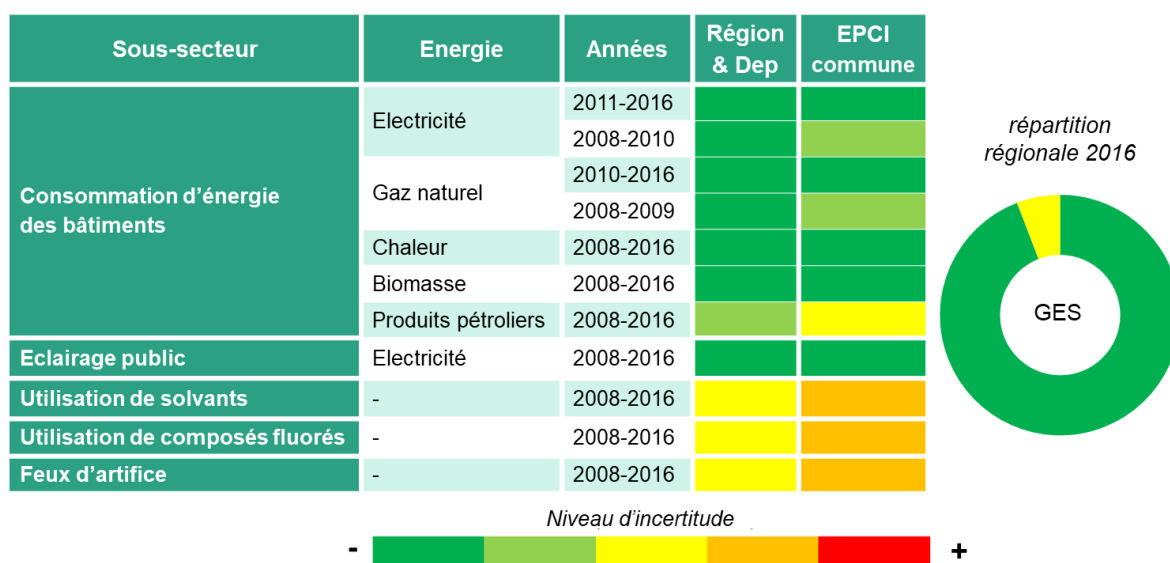 Sous-secteur
Energie
Années
Région
& Dep
EPCI
commune
Consommation d’énergie
des bâtiments
Electricité
2011-2016
2008-2010
Gaz naturel
2010-2016
2008-2009
Chaleur
2008-2016
Biomasse
2008-2016
Produits pétroliers
2008-2016
Eclairage public
Electricité
2008-2016
Utilisation de solvants
-
2008-2016
Utilisation de composés fluorés
-
2008-2016
Feux d’artifice
-
2008-2016
répartition
régionale 2016
GES
Niveau d’incertitude
-
+